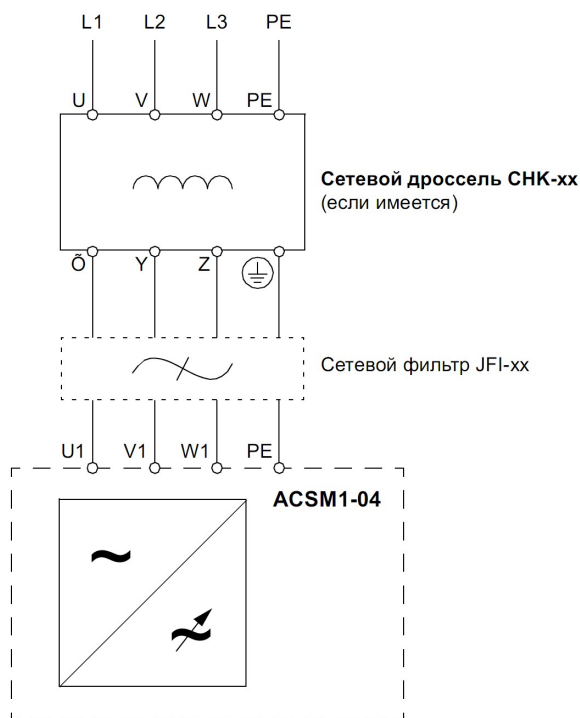 L1 L2 L3 PE
U V W PE
Сетевой дроссель CHK-xx
(если имеется)
Õ Y Z
Сетевой фильтр JFI-xx
U1 V1 W1 PE
ACSM1-04